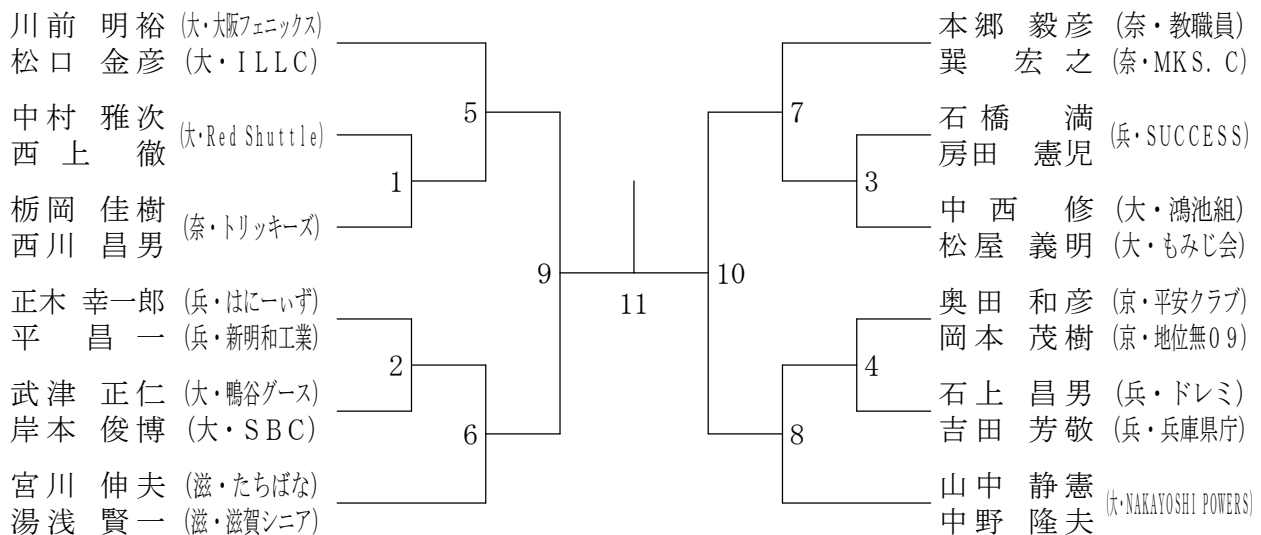 川前 明裕 (大・大阪フェニックス)
松口 金彦 (大・ILLC)
中村 雅次
西上 徹
(大・Red Shuttle)
栃岡 佳樹
西川 昌男
(奈・トリッキーズ)
正木 幸一郎 (兵・はにーぃず)
平 昌一 (兵・新明和工業)
武津 正仁 (大・鴨谷グース)
岸本 俊博 (大・SBC)
宮川 伸夫 (滋・たちばな)
湯浅 賢一 (滋・滋賀シニア)
5
1
2
6
9
11
10
7
3
4
8
本郷 毅彦 (奈・教職員)
巽 宏之 (奈・MKS.C)
石橋 満
房田 憲児
(兵・SUCCESS)
中西 修 (大・鴻池組)
松屋 義明 (大・もみじ会)
奥田 和彦 (京・平安クラブ)
岡本 茂樹 (京・地位無09)
石上 昌男 (兵・ドレミ)
吉田 芳敬 (兵・兵庫県庁)
山中 静憲
中野 隆夫
(大・NAKAYOSHI POWERS)